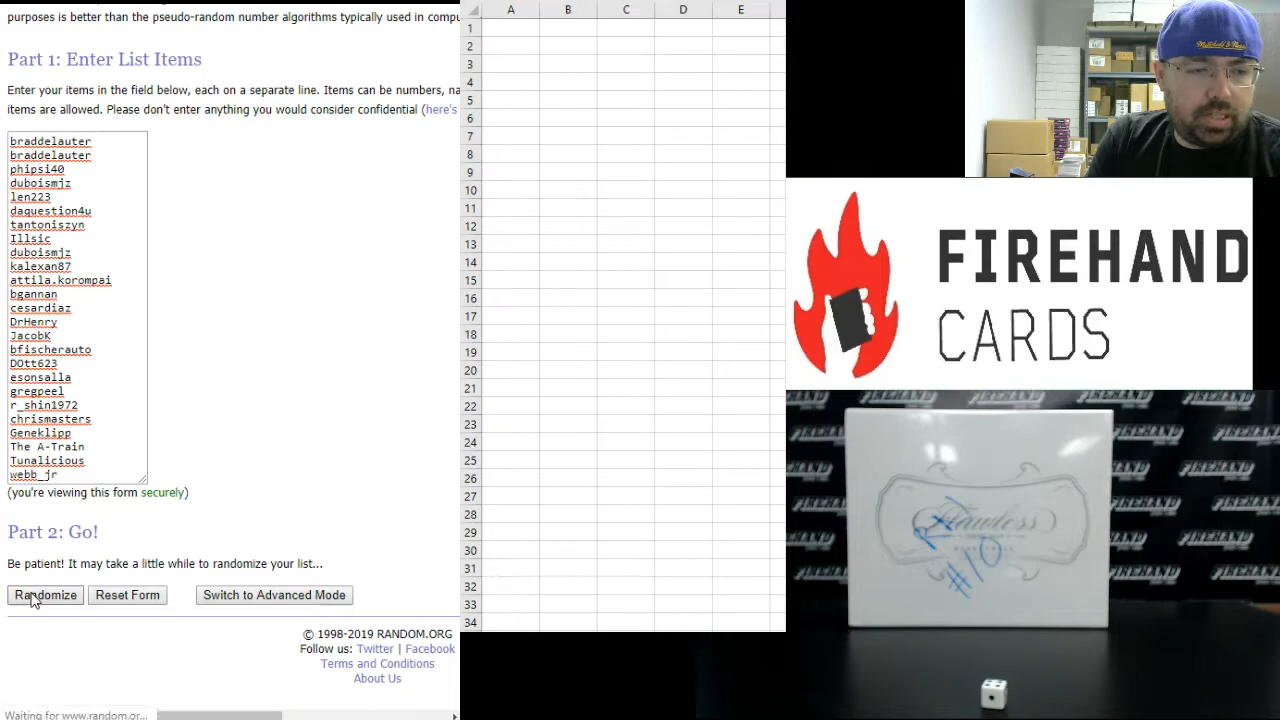 purposes is better than the pseudo-random number algorithms typically used in compu
Part 1: Enter List Items
Enter your items in the field below, each on a separate line. Items can be numbers, na
items are allowed. Please don't enter anything you would consider confidential (here's
braddelauter
braddelauter
phipsi40
duboismjz
len223
daquestion4u
tantoniszyn
Illsic
duboismjz
kalexan87
attila.korompai
bgannan
cesardiaz
DrHenry
JacobK
bfischerauto
DOtt623
esonsalla
gregpeel
r_shin1972
chrismasters
Geneklipp
The A-Train
Tunalicious
webb_jr
(you're viewing this form securely)
Part 2: Go!
Be patient! It may take a little while to randomize your list...
Randomize Reset Form Switch to Advanced Mode
© 1998-2019 RANDOM.ORG
Follow us: Twitter | Facebook
Terms and Conditions
About Us
Waiting for www.random.or...
A B C D E
1
2
3
4
5
6
7
8
9
10
11
12
13
14
15
16
17
18
19
20
21
22
23
24
25
26
27
28
29
30
31
32
33
34
FIREHAND
CARDS
Flawless
#10